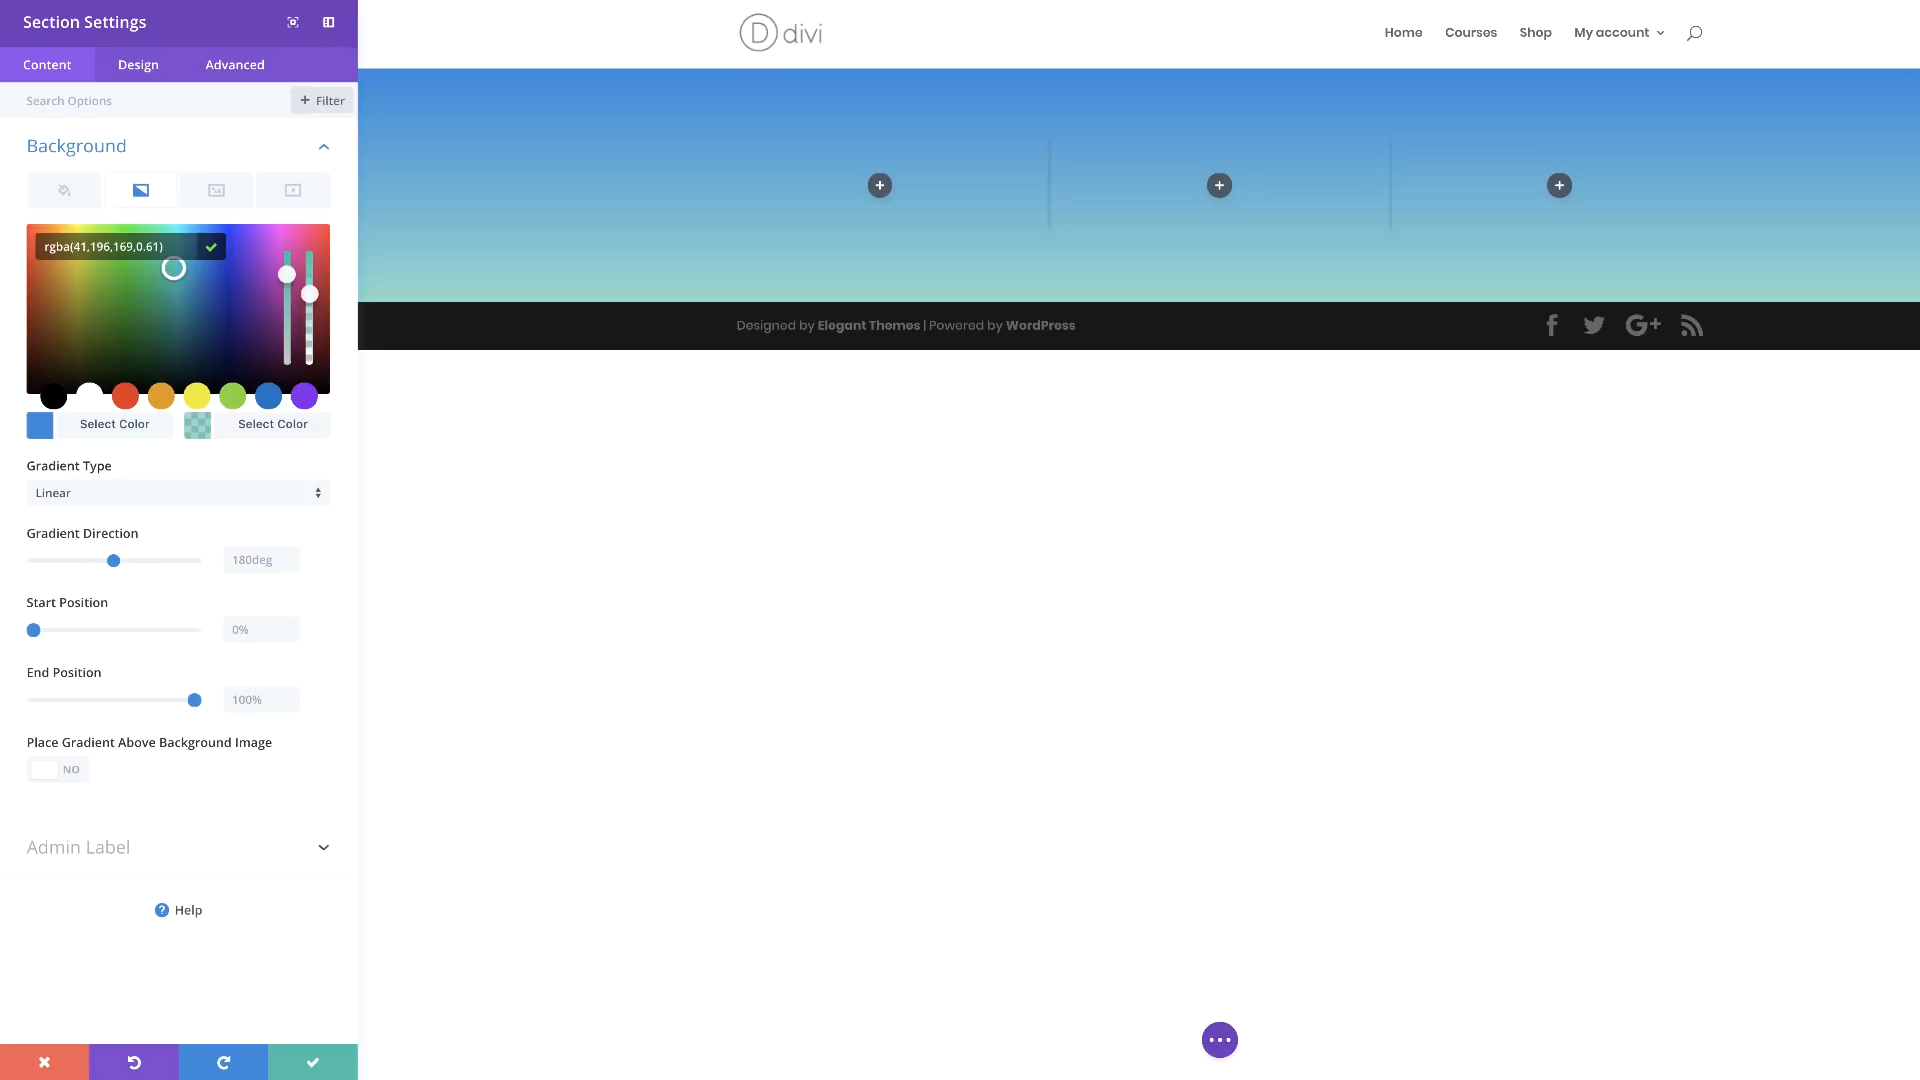 Section Settings
Content
Design
Advanced
Search Options
+ Filter
Background
rgba(41,196,169,0.61)
Select Color
Select Color
Gradient Type
Linear
Gradient Direction
180deg
Start Position
0%
End Position
100%
Place Gradient Above Background Image
NO
Admin Label
? Help
D divi
Home
Courses
Shop
My account
Designed by Elegant Themes | Powered by WordPress